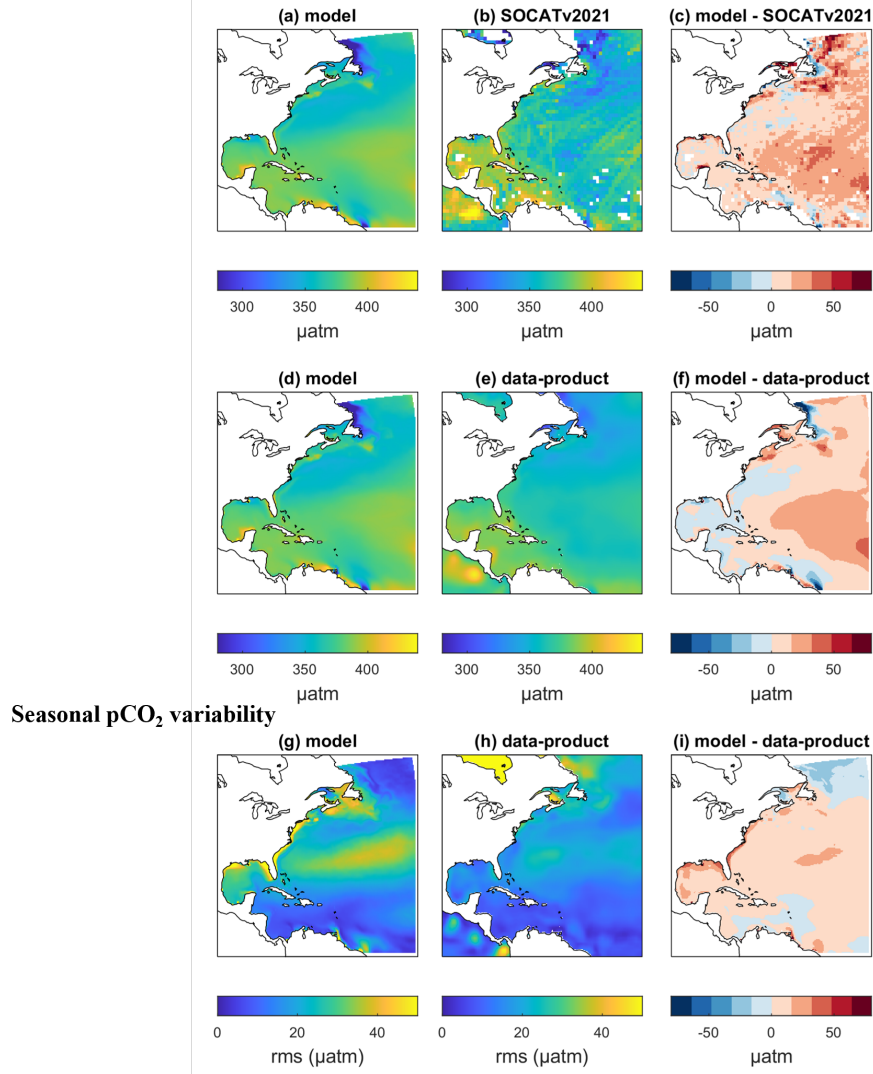 (a) model (b) SOCATv2021 (c) model - SOCATv2021
300 350 400 300 350 400 -50 0 50
µatm µatm µatm
(d) model (e) data-product (f) model - data-product
300 350 400 300 350 400 -50 0 50
µatm µatm µatm
Seasonal pCO₂ variability
(g) model (h) data-product (i) model - data-product
0 20 40 0 20 40 -50 0 50
rms (µatm) rms (µatm) µatm